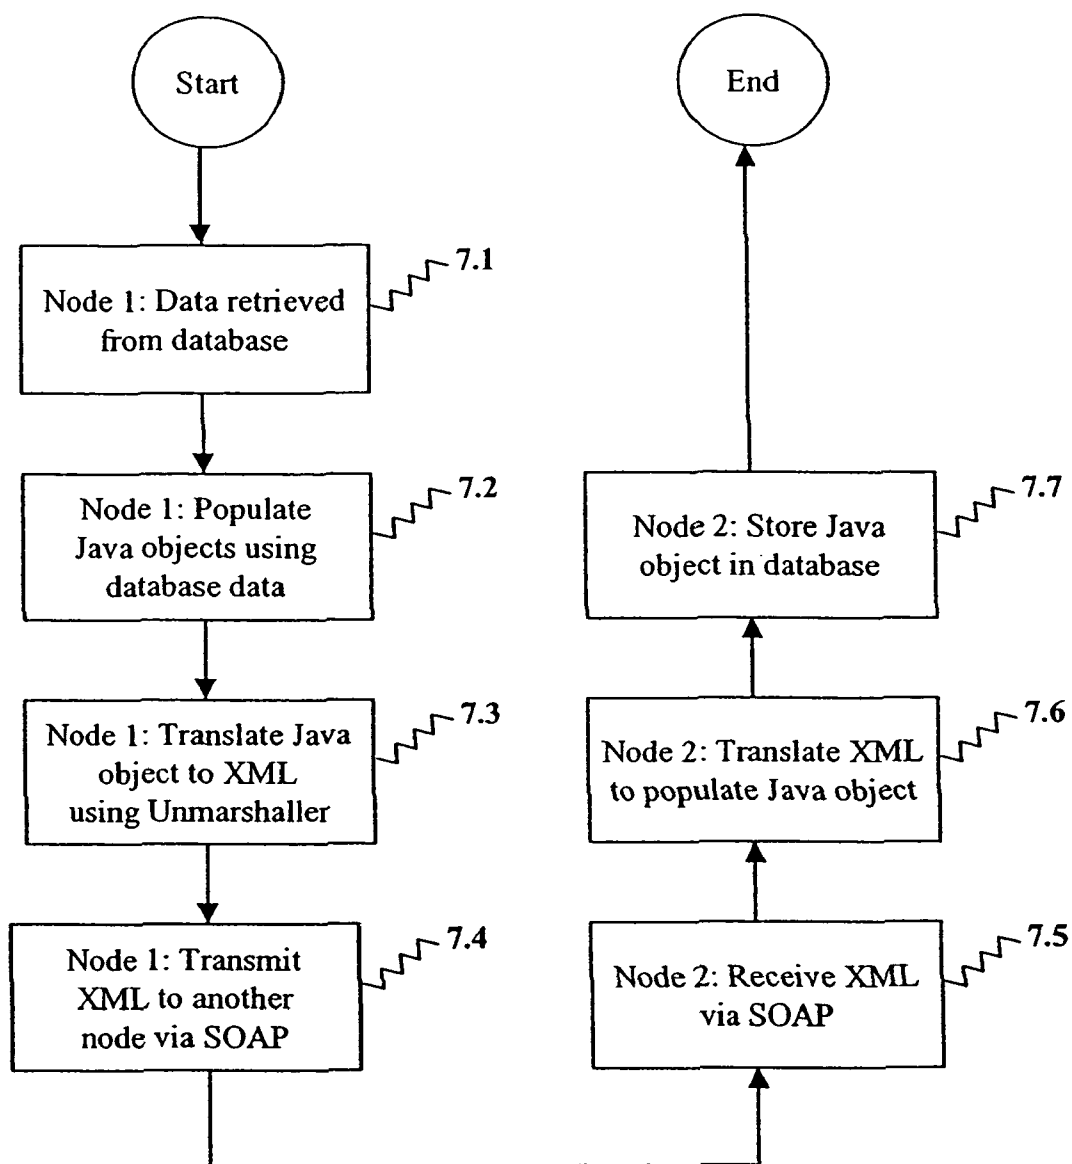 Start
7.1
Node 1: Data retrieved
from database
7.2
Node 1: Populate
Java objects using
database data
7.3
Node 1: Translate Java
object to XML
using Unmarshaller
7.4
Node 1: Transmit
XML to another
node via SOAP
End
7.7
Node 2: Store Java
object in database
7.6
Node 2: Translate XML
to populate Java object
7.5
Node 2: Receive XML
via SOAP